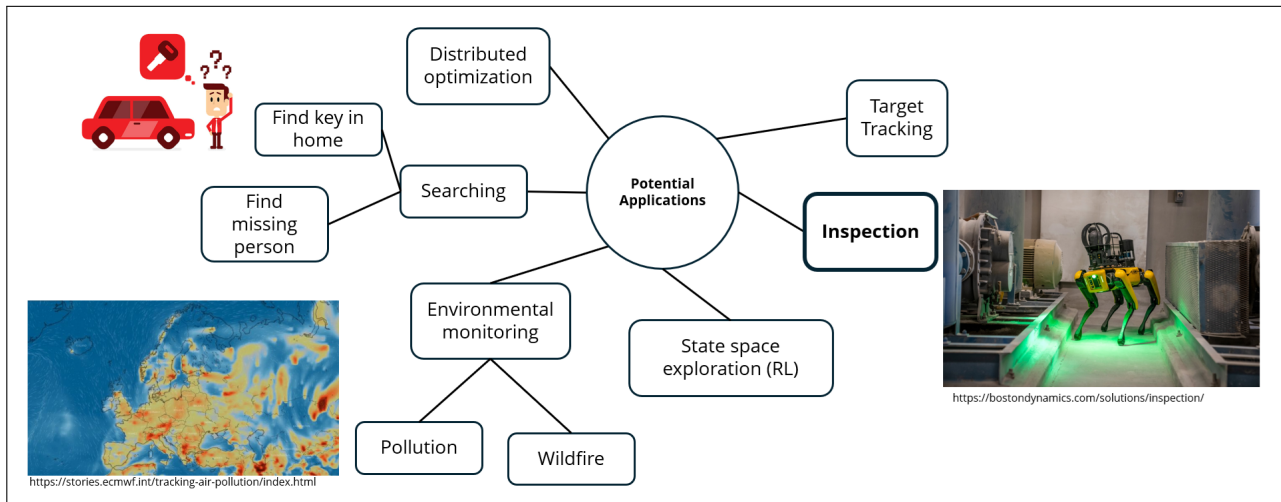 Distributed
optimization
? ? ?
Target
Tracking
Find key in
home
Searching
Potential
Applications
Find
missing
person
Inspection
Environmental
monitoring
State space
exploration (RL)
https://bostondynamics.com/solutions/inspection/
Pollution
Wildfire
https://stories.ecmwf.int/tracking-air-pollution/index.html